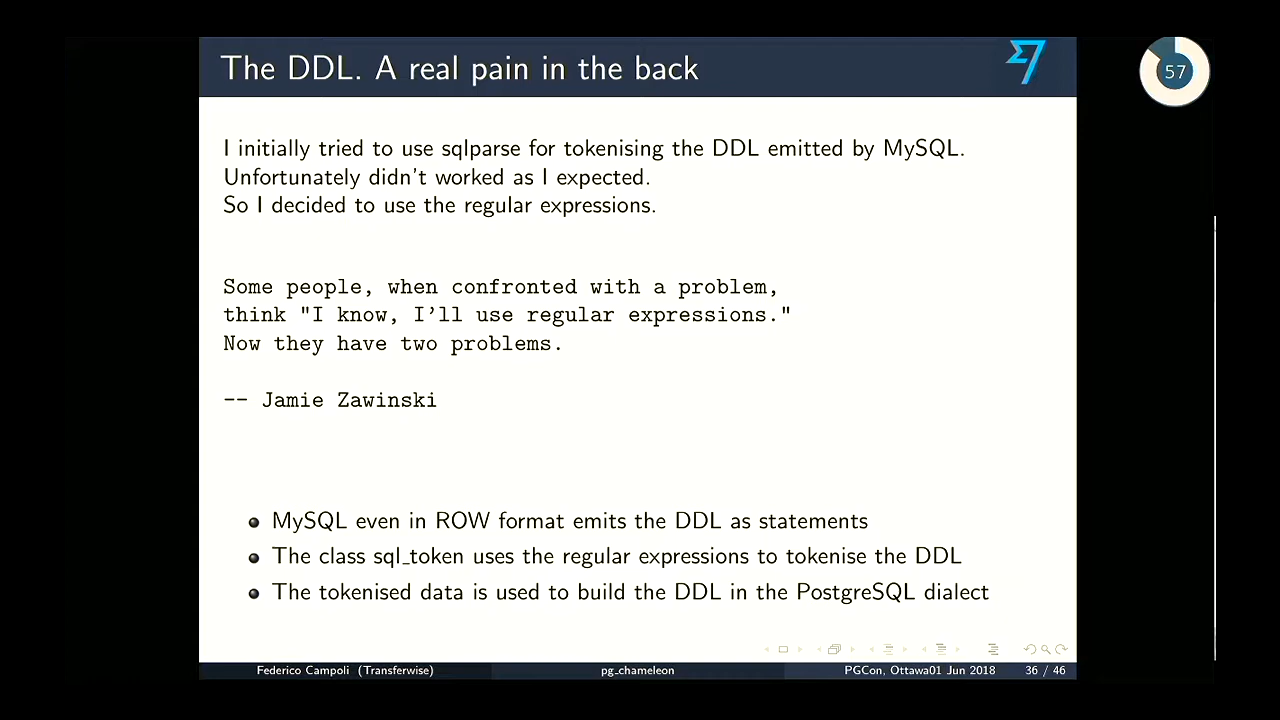 The DDL. A real pain in the back
57
I initially tried to use sqlparse for tokenising the DDL emitted by MySQL.
Unfortunately didn't worked as I expected.
So I decided to use the regular expressions.
Some people, when confronted with a problem,
think "I know, I'll use regular expressions."
Now they have two problems.
-- Jamie Zawinski
MySQL even in ROW format emits the DDL as statements
The class sql_token uses the regular expressions to tokenise the DDL
The tokenised data is used to build the DDL in the PostgreSQL dialect
Federico Campoli (Transferwise) pg_chameleon PGCon, Ottawa01 Jun 2018 36 / 46